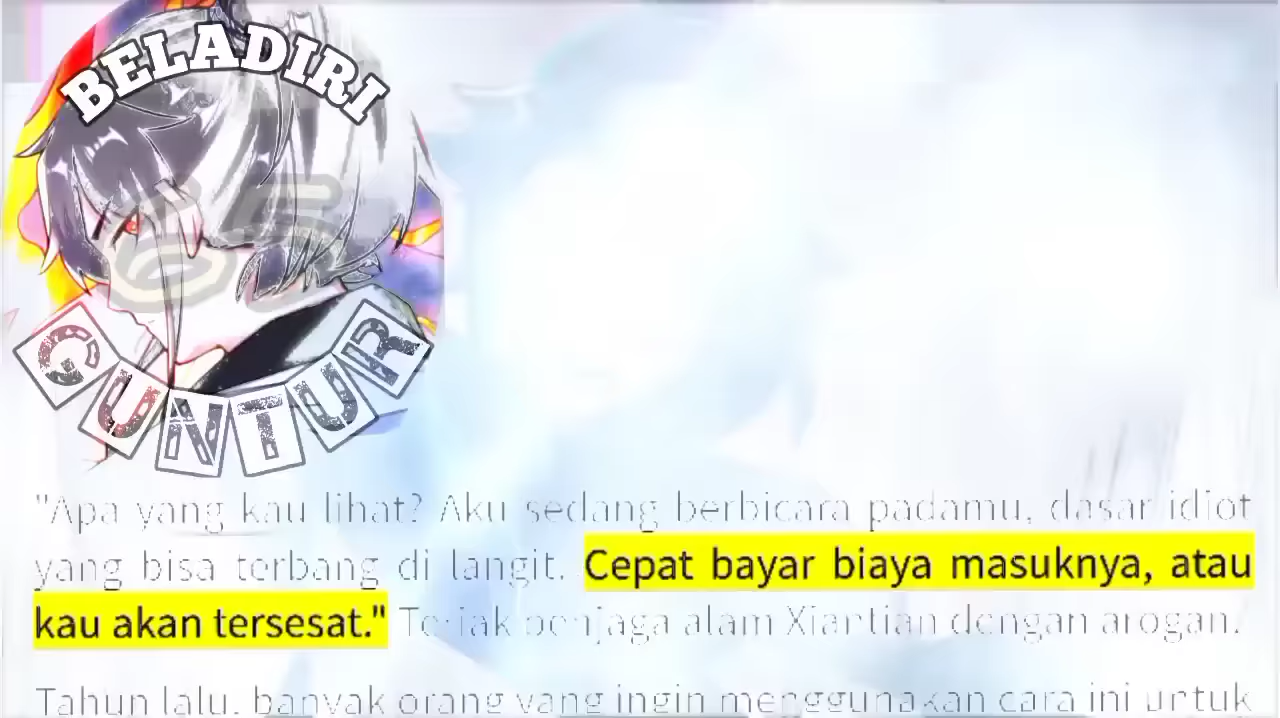 BELADIRI
65
GUNTUR
"Apa yang kau lihat? Aku sedang berbicara padamu, dasar idiot
yang bisa terbang di langit. Cepat bayar biaya masuknya, atau
kau akan tersesat." Teriak penjaga alam Xiantian dengan arogan.
Tahun lalu, banyak orang yang ingin menggunakan cara ini untuk